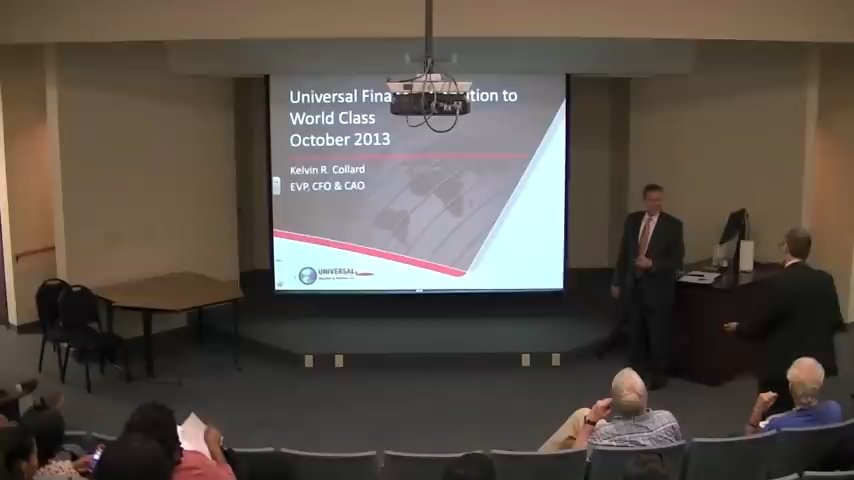 Universal Fina tion to
World Class
October 2013
Kelvin R. Collard
EVP, CFO & CAO
UNIVERSAL